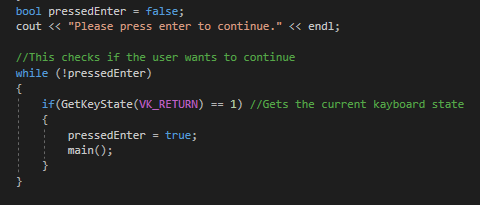 bool pressedEnter = false;
cout << "Please press enter to continue." << endl;
//This checks if the user wants to continue
while (!pressedEnter)
{
if(GetKeyState(VK_RETURN) == 1) //Gets the current kayboard state
{
pressedEnter = true;
main();
}
}